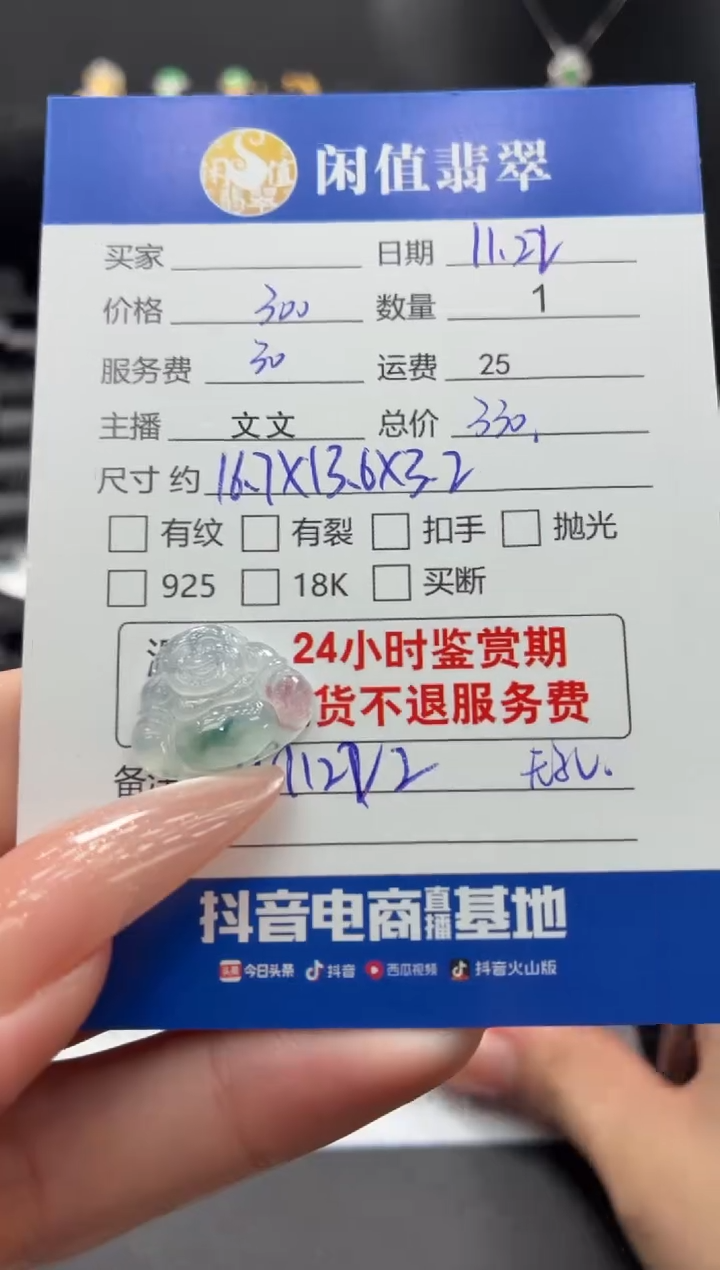 闲值翡翠
买家 日期 11.22
价格 300 数量 1
服务费 30 运费 25
主播 文文 总价 330.
尺寸 约 16.7X13.6X3.2
有纹 有裂 扣手 抛光
925 18K 买断
24小时鉴赏期
货不退服务费
备注
抖音电商直播基地
头条 今日头条 抖音 西瓜视频 抖音火山版